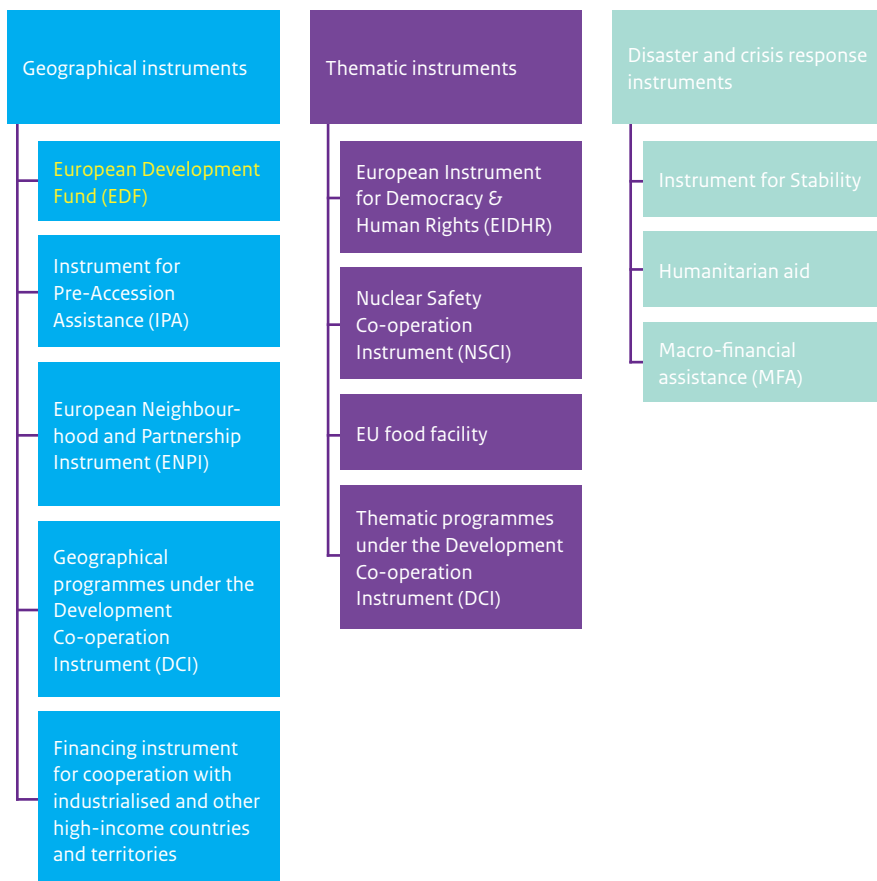 Geographical instruments
European Development
Fund (EDF)
Instrument for
Pre-Accession
Assistance (IPA)
European Neighbour-
hood and Partnership
Instrument (ENPI)
Geographical
programmes under the
Development
Co-operation
Instrument (DCI)
Financing instrument
for cooperation with
industrialised and other
high-income countries
and territories
Thematic instruments
European Instrument
for Democracy &
Human Rights (EIDHR)
Nuclear Safety
Co-operation
Instrument (NSCI)
EU food facility
Thematic programmes
under the Development
Co-operation
Instrument (DCI)
Disaster and crisis response
instruments
Instrument for Stability
Humanitarian aid
Macro-financial
assistance (MFA)